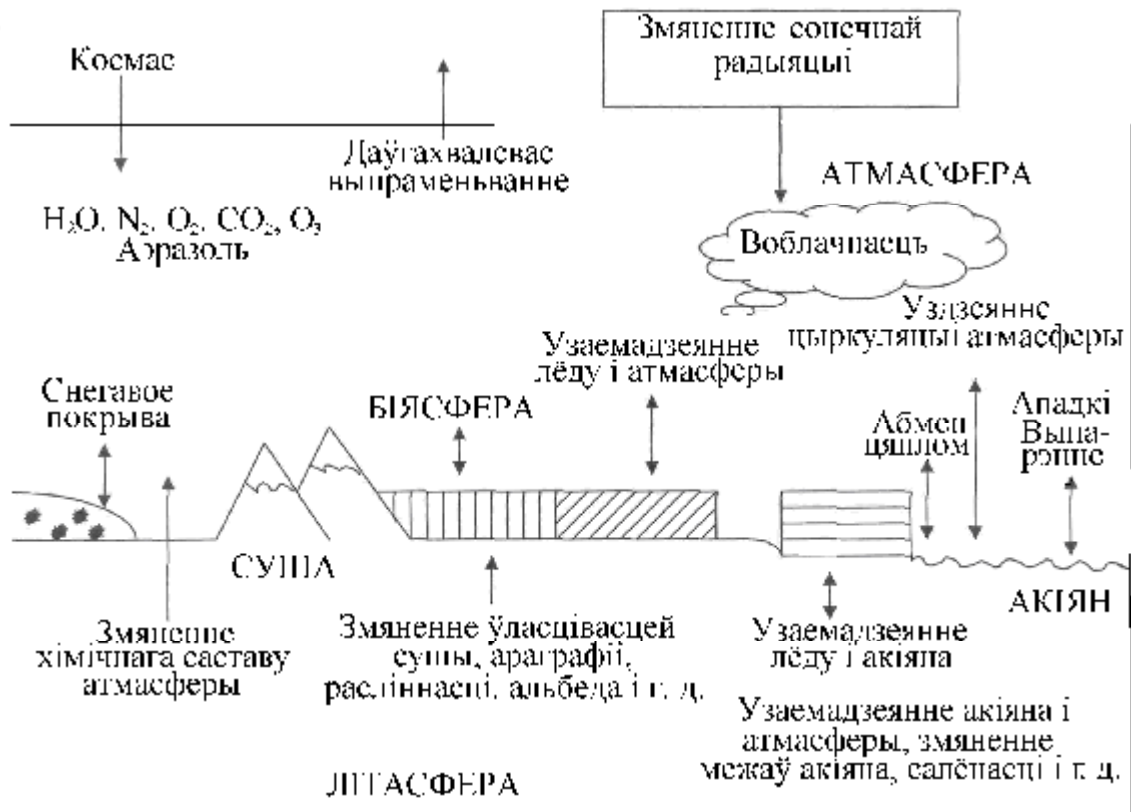 Космас
Змяненне сонечнай
радыяцыі
Даўгахвалевае
выпраменьванне
АТМАСФЕРА
H₂O, N₂, O₂, CO₂, O₃
Аэразоль
Воблачнасць
Уздзеянне
цыркуляцыі атмасферы
Узаемадзеянне
лёду і атмасферы
Снегавое
покрыва
БІЯСФЕРА
Абмен
цяплом
Ападкі
Выпа-
рэнне
СУША
АКІЯН
Змяненне
хімічнага саставу
атмасферы
Змяненне ўласцівасцей
сушы, араграфіі,
расліннасці, альбеда і г. д.
Узаемадзеянне
лёду і акіяна
Узаемадзеянне акіяна і
атмасферы, змяненне
межаў акіяна, салёнасці і г. д.
ЛІТАСФЕРА